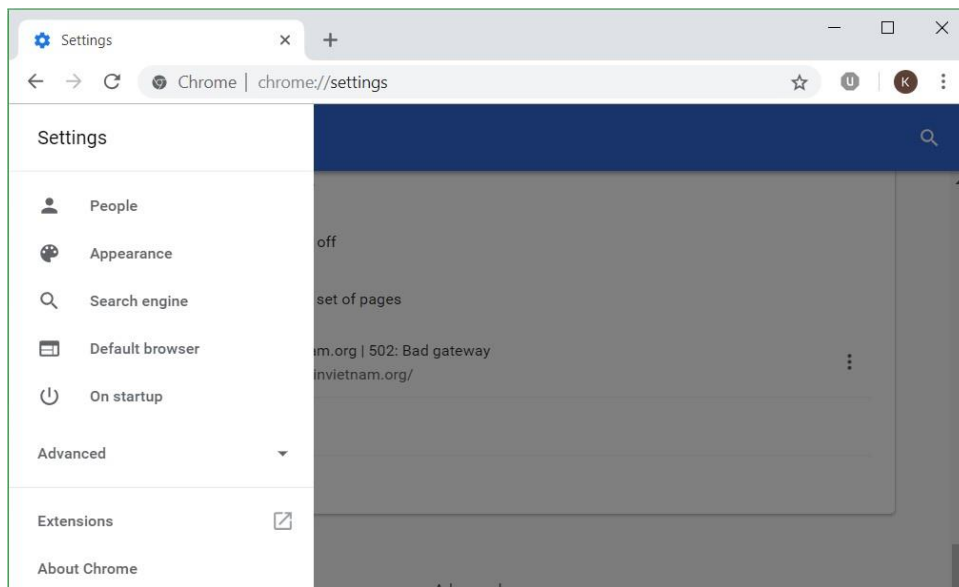 Settings
Chrome | chrome://settings
K
Settings
People
Appearance
Search engine
Default browser
On startup
Advanced
Extensions
About Chrome
off
set of pages
am.org | 502: Bad gateway
invietnam.org/